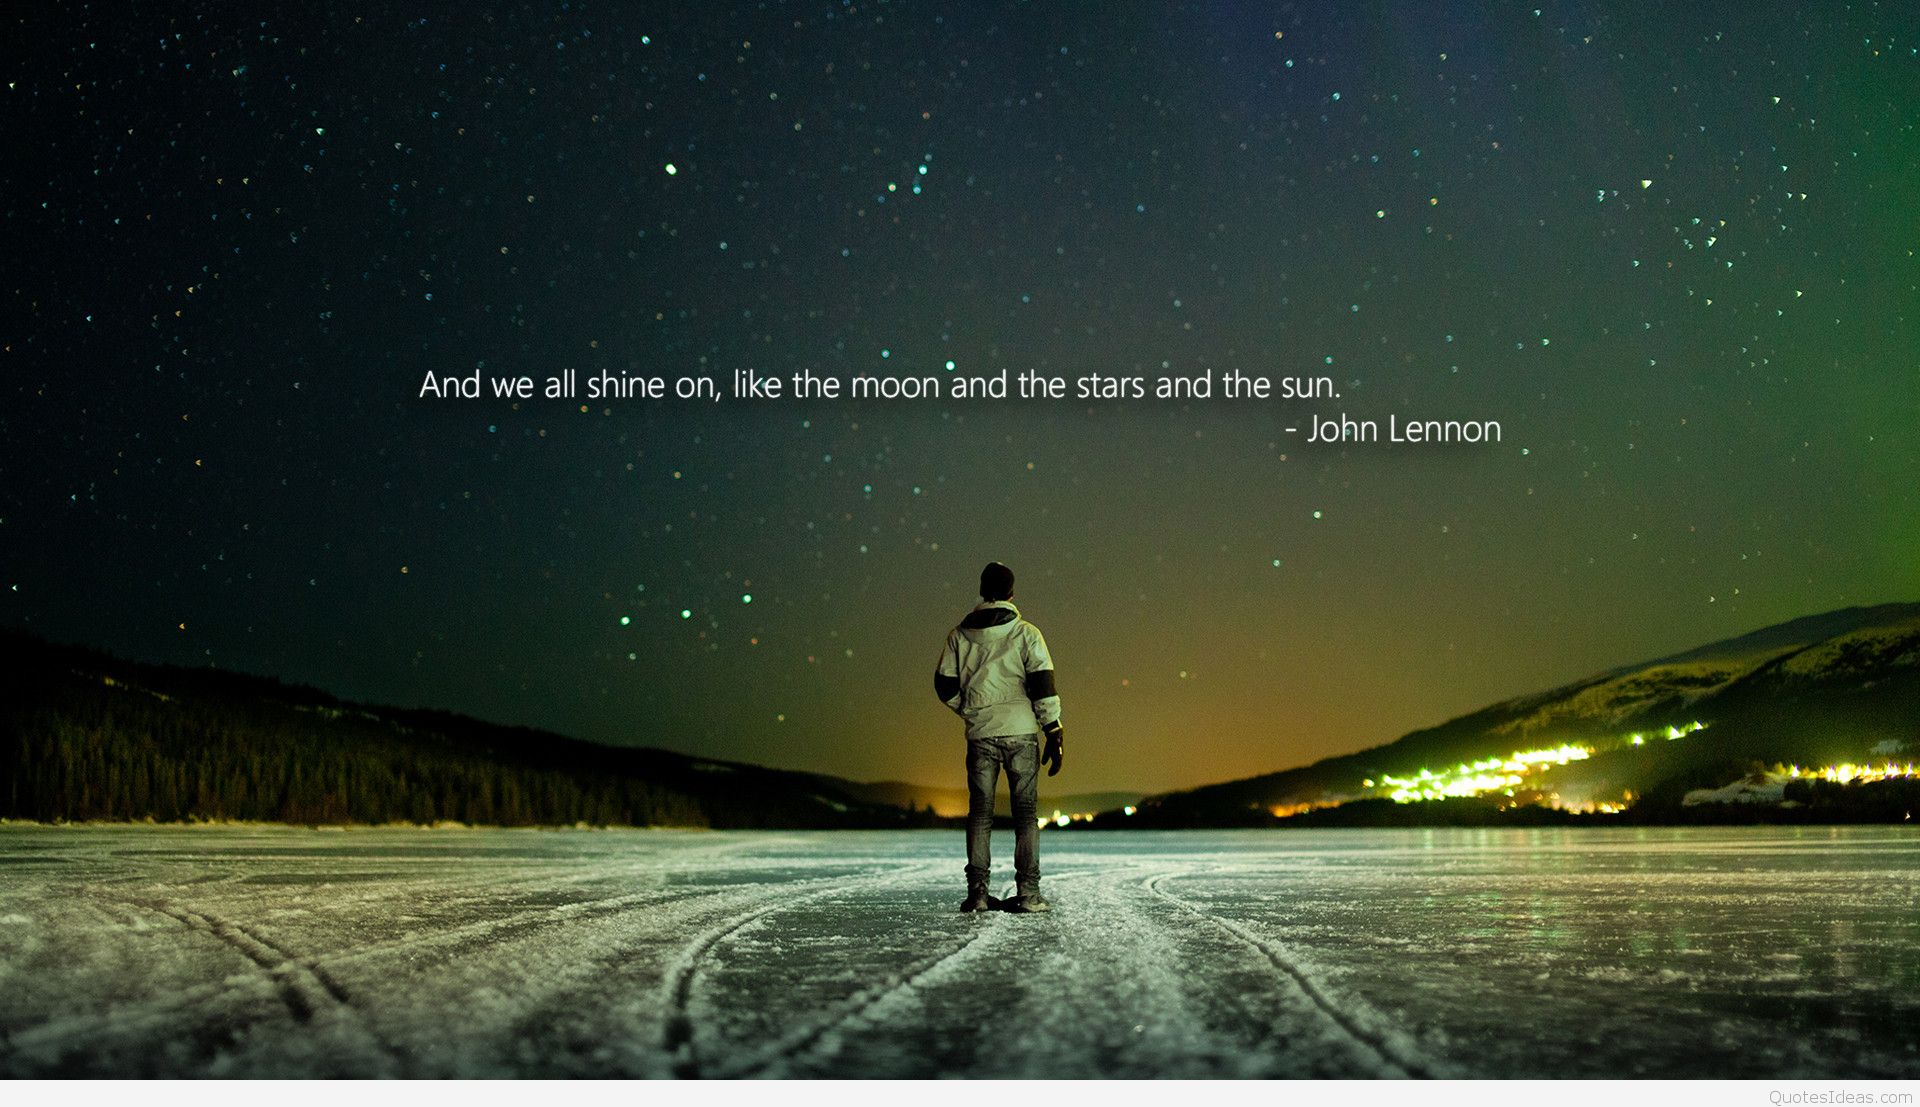 And we all shine on, like the moon and the stars and the sun.
- John Lennon
QuotesIdeas.com